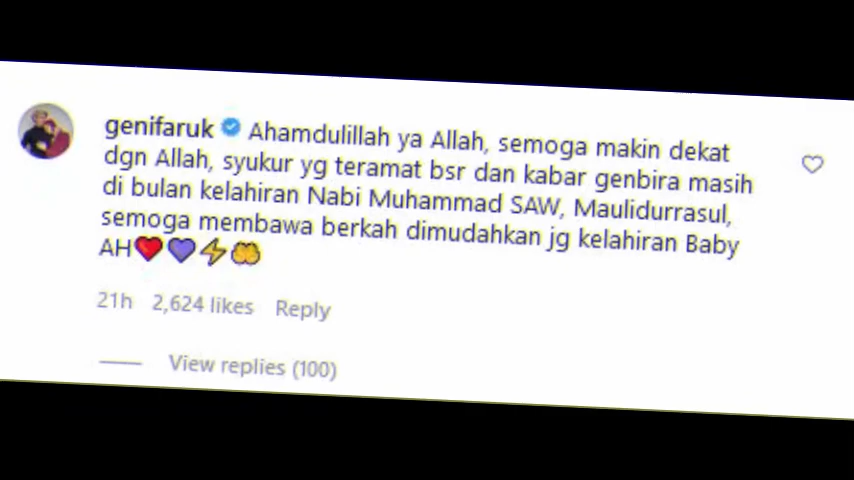 genifaruk Ahamdulillah ya Allah, semoga makin dekat
dgn Allah, syukur yg teramat bsr dan kabar genbira masih
di bulan kelahiran Nabi Muhammad SAW, Maulidurrasul,
semoga membawa berkah dimudahkan jg kelahiran Baby
AH❤️💜⚡🤲
21h 2,624 likes Reply
View replies (100)